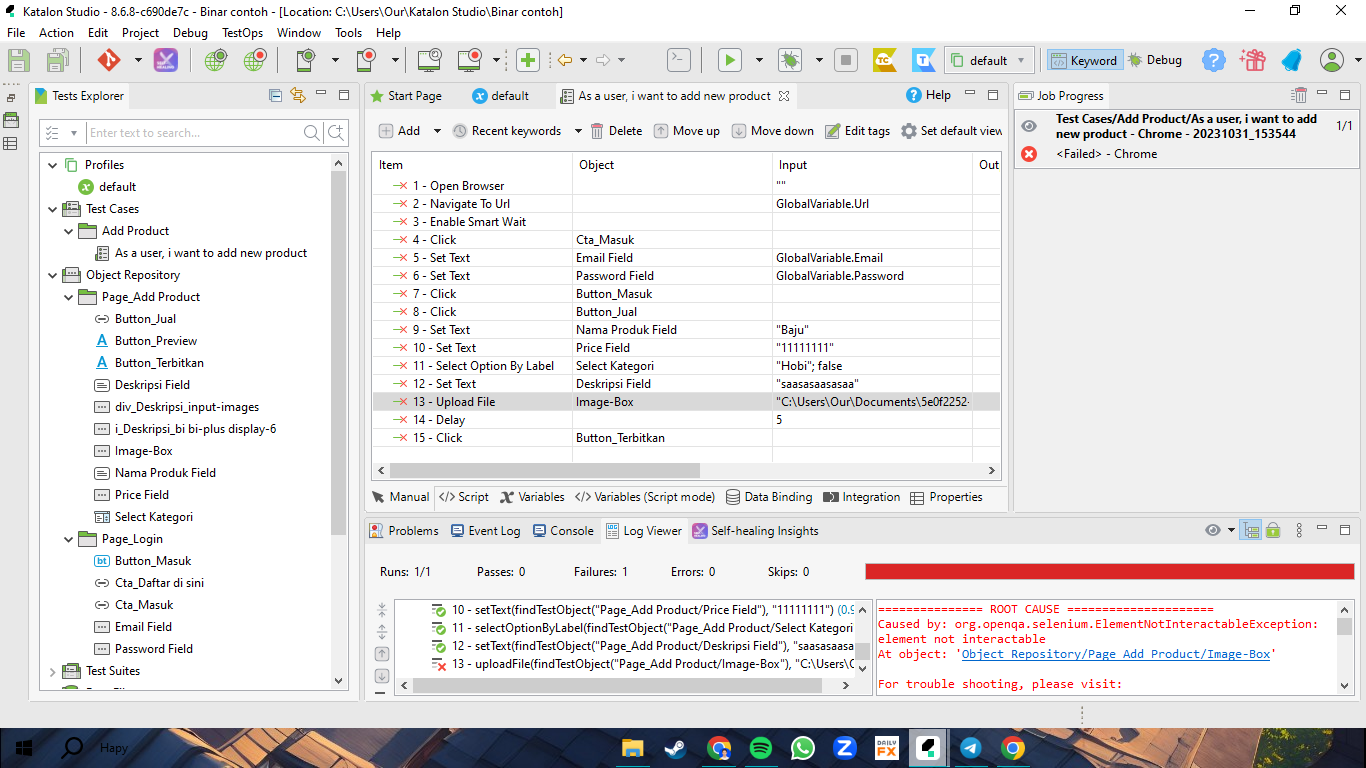 Katalon Studio - 8.6.8-c690de7c - Binar contoh - [Location: C:\Users\Our\Katalon Studio\Binar contoh]
File Action Edit Project Debug TestOps Window Tools Help
default Keyword Debug
Tests Explorer
Enter text to search...
Profiles
default
Test Cases
Add Product
As a user, i want to add new product
Object Repository
Page_Add Product
Button_Jual
Button_Preview
Button_Terbitkan
Deskripsi Field
div_Deskripsi_input-images
i_Deskripsi_bi bi-plus display-6
Image-Box
Nama Produk Field
Price Field
Select Kategori
Page_Login
Button_Masuk
Cta_Daftar di sini
Cta_Masuk
Email Field
Password Field
Test Suites
Start Page default As a user, i want to add new product Help
Add Recent keywords Delete Move up Move down Edit tags Set default view
Item Object Input Out
1 - Open Browser ""
2 - Navigate To Url GlobalVariable.Url
3 - Enable Smart Wait
4 - Click Cta_Masuk
5 - Set Text Email Field GlobalVariable.Email
6 - Set Text Password Field GlobalVariable.Password
7 - Click Button_Masuk
8 - Click Button_Jual
9 - Set Text Nama Produk Field "Baju"
10 - Set Text Price Field "11111111"
11 - Select Option By Label Select Kategori "Hobi"; false
12 - Set Text Deskripsi Field "saasasaasasaa"
13 - Upload File Image-Box "C:\Users\Our\Documents\5e0f2252-
14 - Delay 5
15 - Click Button_Terbitkan
Manual Script Variables Variables (Script mode) Data Binding Integration Properties
Job Progress
Test Cases/Add Product/As a user, i want to add new product - Chrome - 20231031_153544 1/1
<Failed> - Chrome
Problems Event Log Console Log Viewer Self-healing Insights
Runs: 1/1 Passes: 0 Failures: 1 Errors: 0 Skips: 0
10 - setText(findTestObject("Page_Add Product/Price Field"), "11111111") (0.9
11 - selectOptionByLabel(findTestObject("Page_Add Product/Select Kategori
12 - setText(findTestObject("Page_Add Product/Deskripsi Field"), "saasasaasa
13 - uploadFile(findTestObject("Page_Add Product/Image-Box"), "C:\Users\O
=============== ROOT CAUSE =====================
Caused by: org.openqa.selenium.ElementNotInteractableException:
element not interactable
At object: 'Object Repository/Page_Add Product/Image-Box'
For trouble shooting, please visit:
Hapy
DAILY
FX